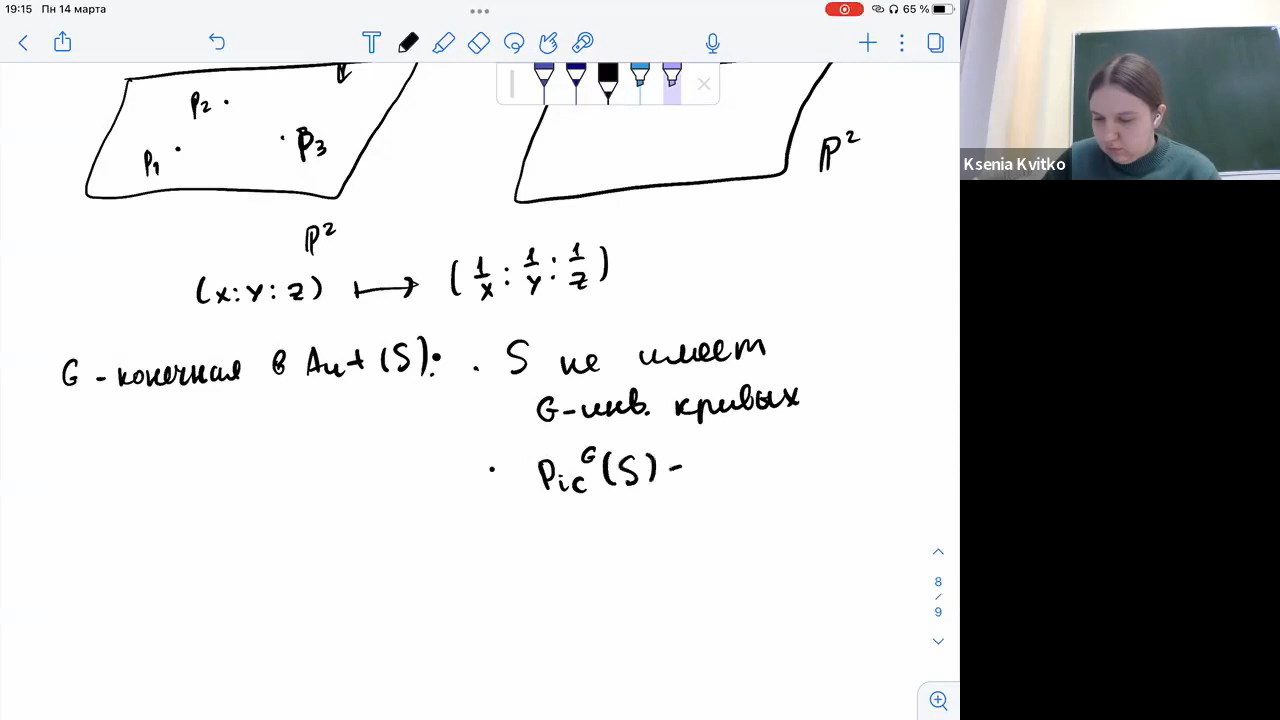 19:15 Пн 14 марта
65 %
Ksenia Kvitko
P₂
P₁
P₃
ℙ²
ℙ²
(x:y:z) ⟼ (1/x : 1/y : 1/z)
G - конечная в Aut (S): · S не имеет
G-инв. кривых
· Pic^G (S) -
8
/
9